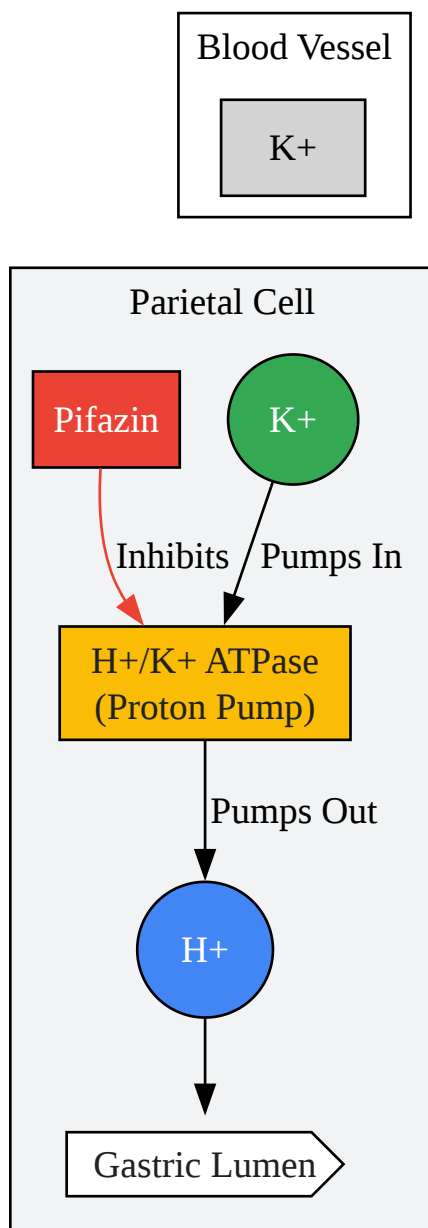 Blood Vessel
K+
Parietal Cell
Pifazin
K+
Inhibits
Pumps In
H+/K+ ATPase
(Proton Pump)
Pumps Out
H+
Gastric Lumen